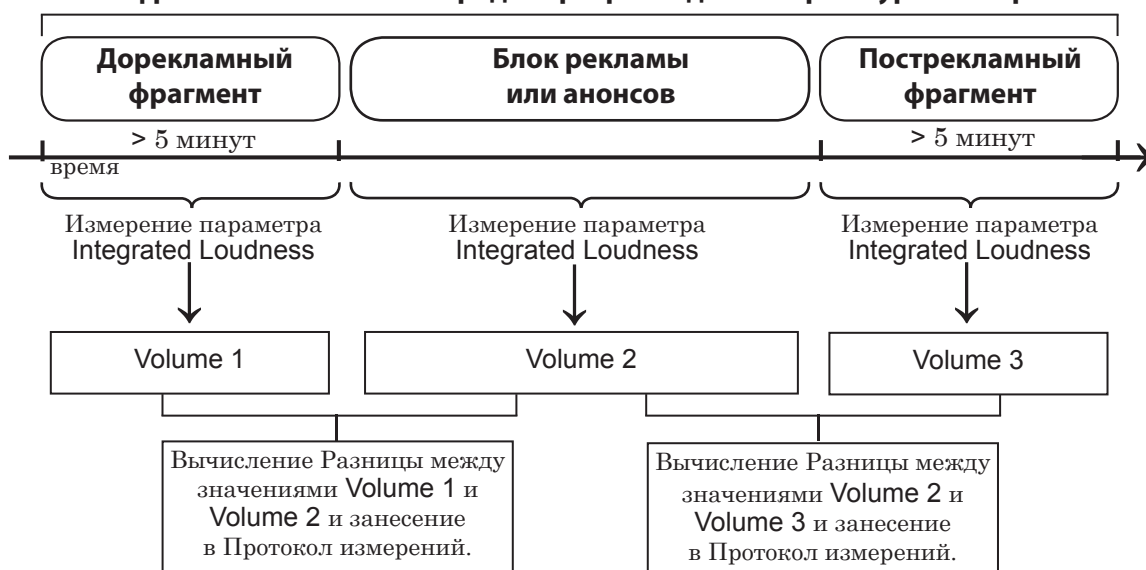 Дорекламный
фрагмент
Блок рекламы
или анонсов
Пострекламный
фрагмент
> 5 минут
> 5 минут
время
Измерение параметра
Integrated Loudness
Измерение параметра
Integrated Loudness
Измерение параметра
Integrated Loudness
Volume 1
Volume 2
Volume 3
Вычисление Разницы между
значениями Volume 1 и
Volume 2 и занесение
в Протокол измерений.
Вычисление Разницы между
значениями Volume 2 и
Volume 3 и занесение
в Протокол измерений.